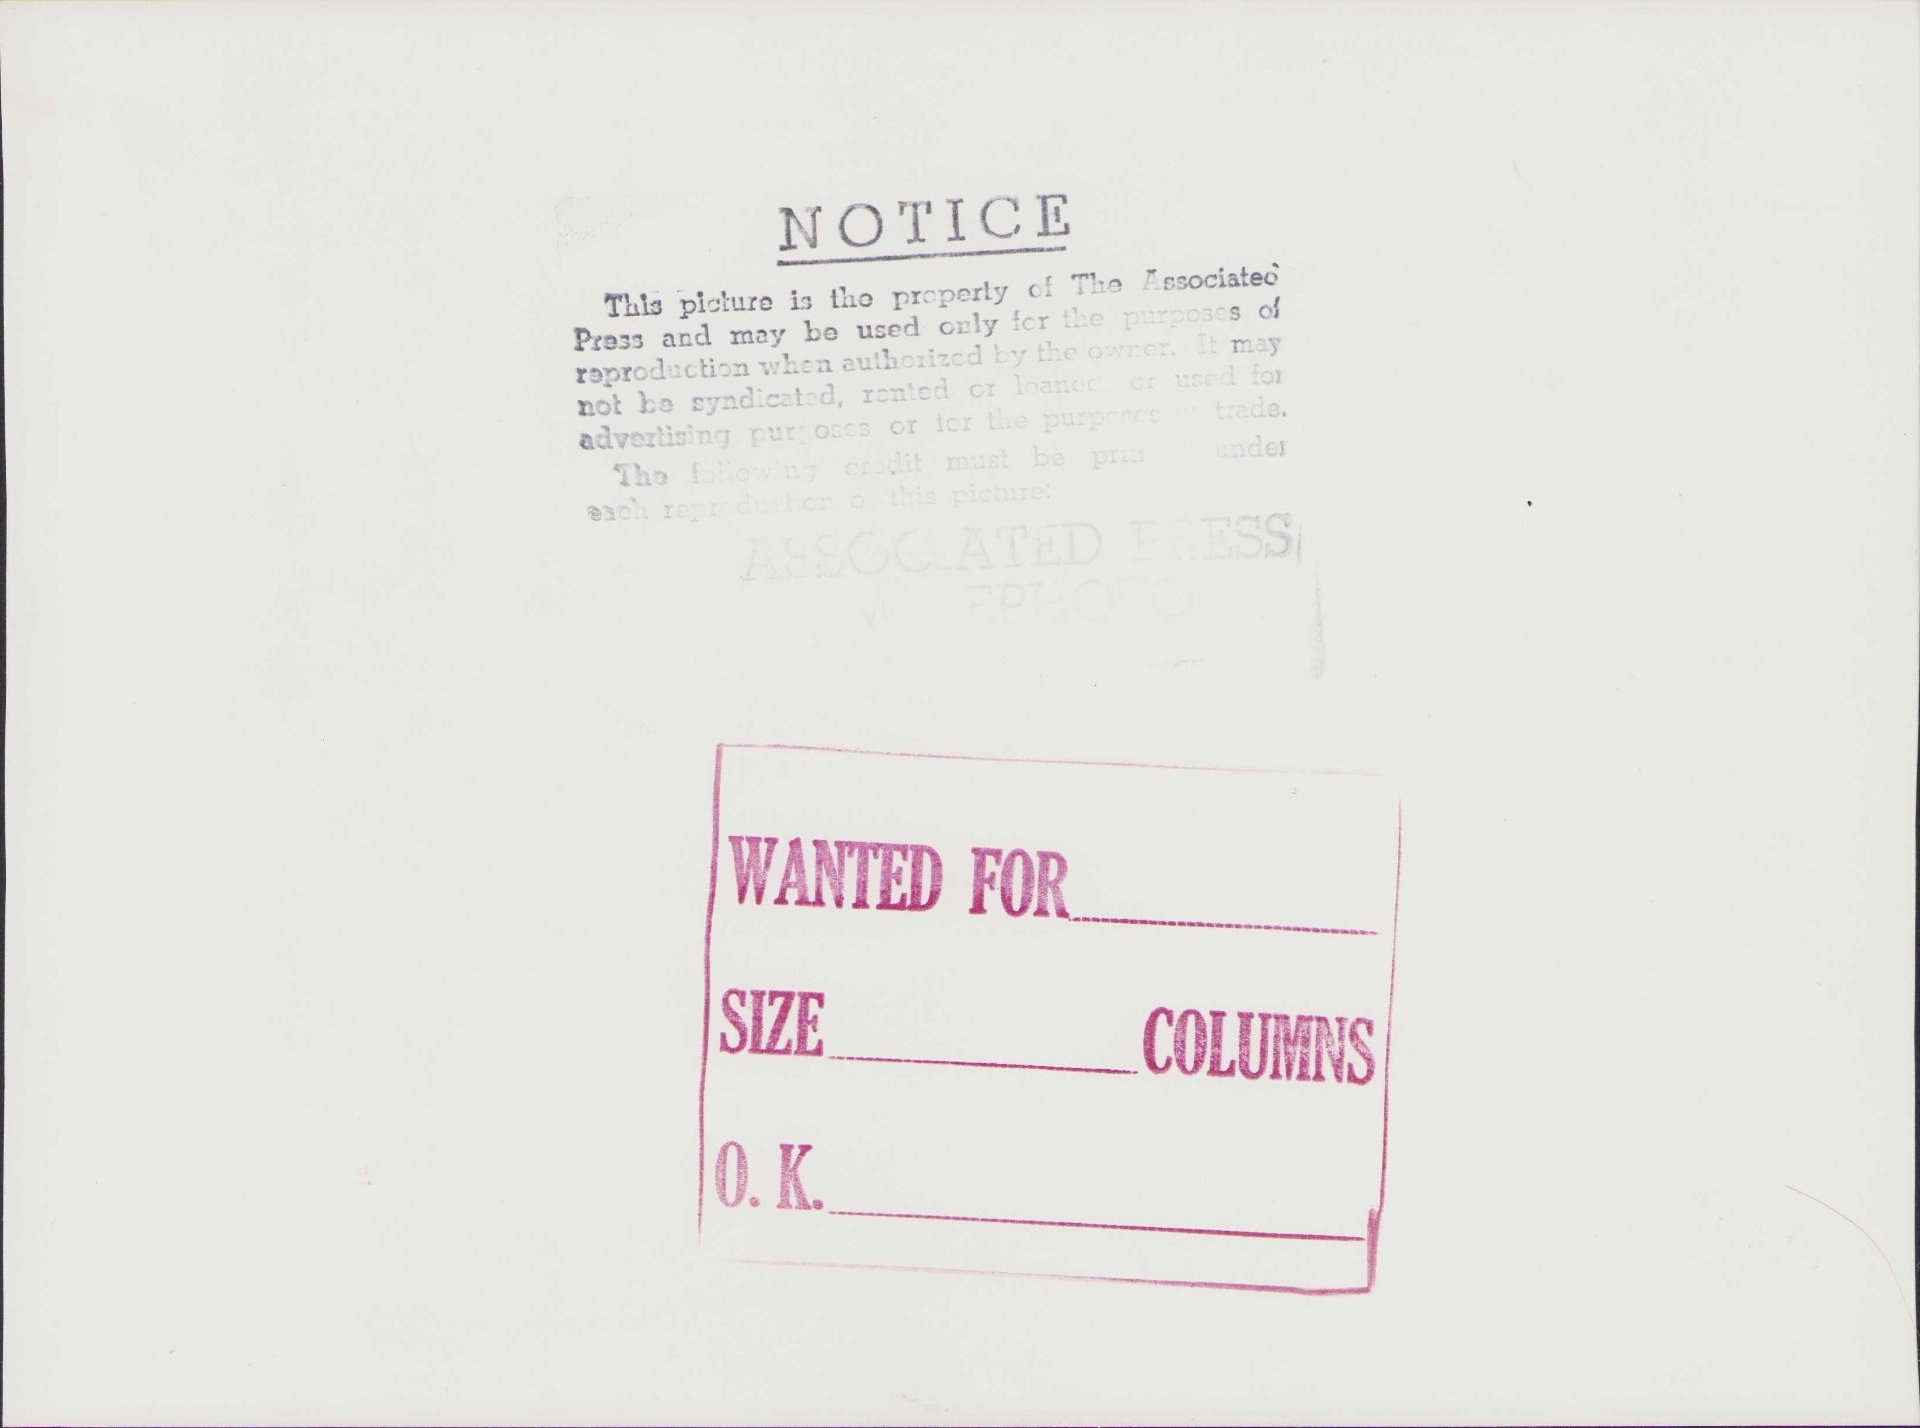 NOTICE
This picture is the property of The Associated
Press and may be used only for the purposes of
reproduction when authorized by the owner. It may
not be syndicated, rented or loaned, or used for
advertising purposes or for the purposes trade.
The following credit must be under
each reproduction of this picture:
ASSOCIATED PRESS
WANTED FOR
SIZE COLUMNS
O. K.